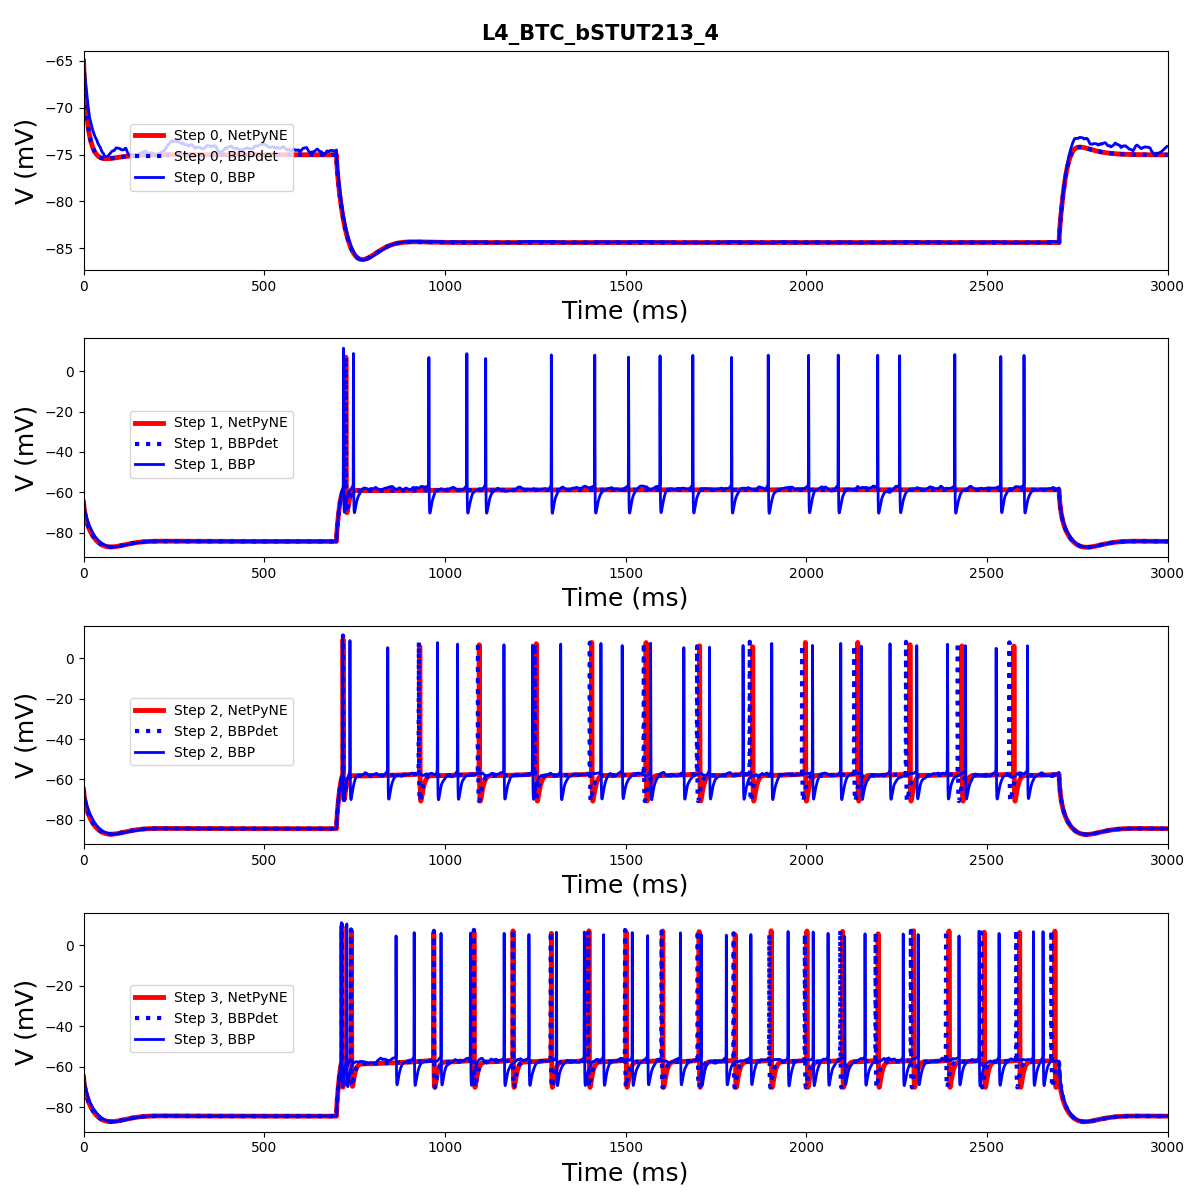 L4_BTC_bSTUT213_4
−65
−70
−75
−80
−85
V (mV)
Step 0, NetPyNE
Step 0, BBPdet
Step 0, BBP
0 500 1000 1500 2000 2500 3000
Time (ms)
0
−20
−40
−60
−80
V (mV)
Step 1, NetPyNE
Step 1, BBPdet
Step 1, BBP
0 500 1000 1500 2000 2500 3000
Time (ms)
0
−20
−40
−60
−80
V (mV)
Step 2, NetPyNE
Step 2, BBPdet
Step 2, BBP
0 500 1000 1500 2000 2500 3000
Time (ms)
0
−20
−40
−60
−80
V (mV)
Step 3, NetPyNE
Step 3, BBPdet
Step 3, BBP
0 500 1000 1500 2000 2500 3000
Time (ms)